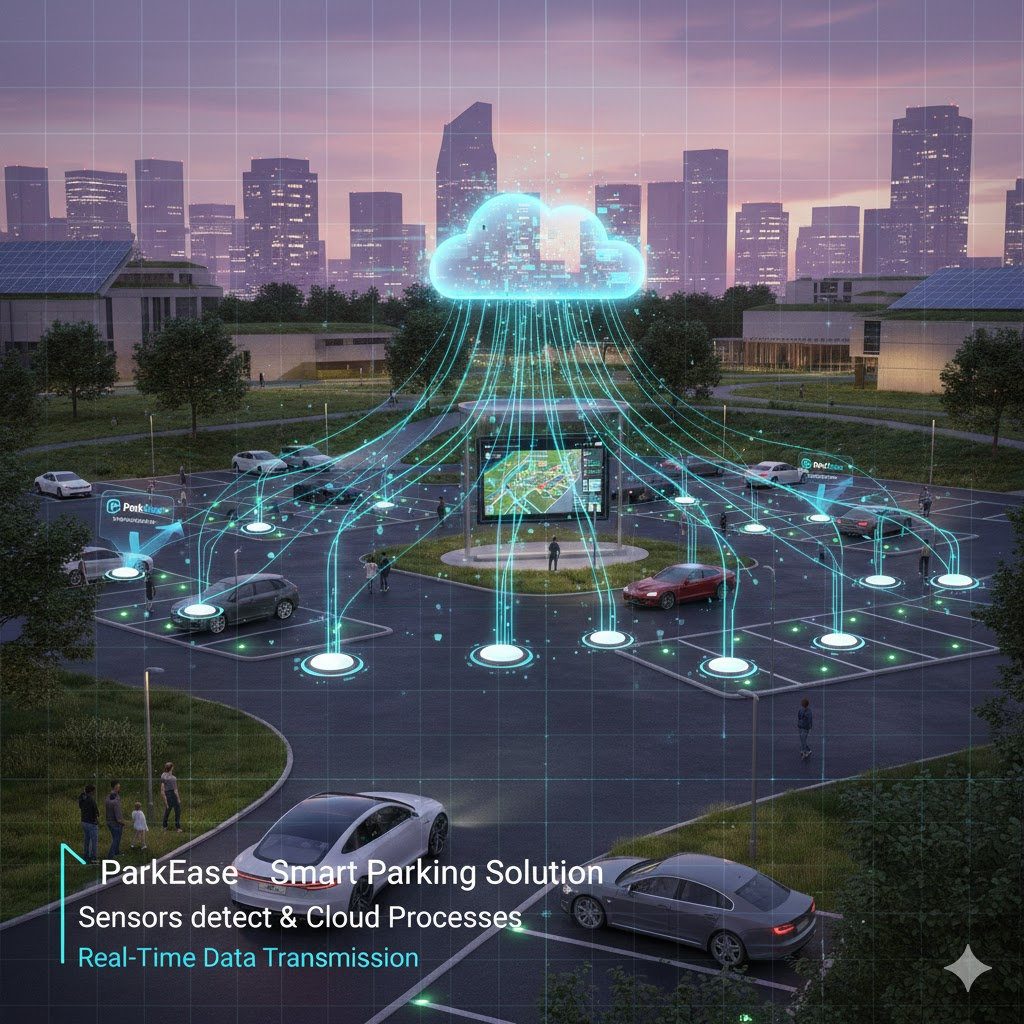 ParkEase Smart Parking Solution
Sensors detect & Cloud Processes
Real-Time Data Transmission